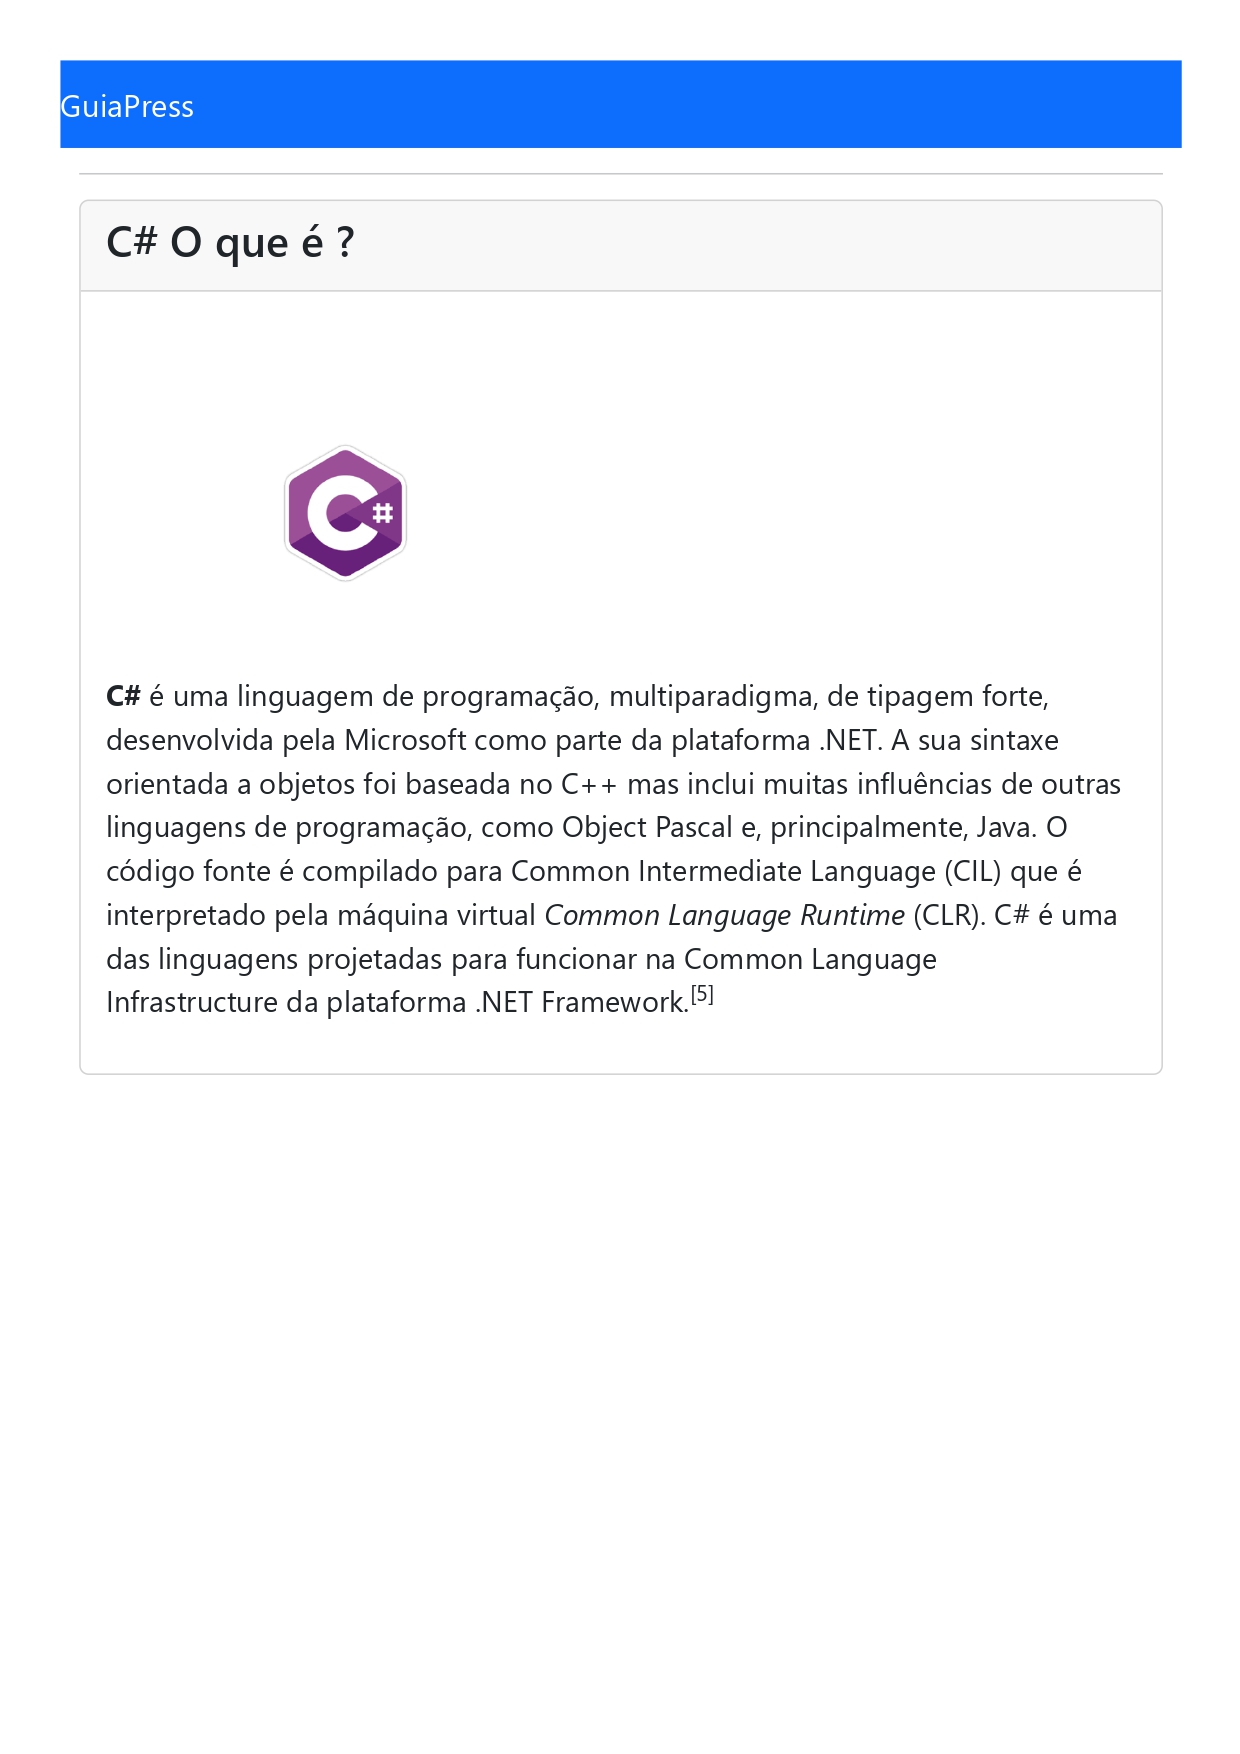 GuiaPress
C# O que é ?
C#
C# é uma linguagem de programação, multiparadigma, de tipagem forte,
desenvolvida pela Microsoft como parte da plataforma .NET. A sua sintaxe
orientada a objetos foi baseada no C++ mas inclui muitas influências de outras
linguagens de programação, como Object Pascal e, principalmente, Java. O
código fonte é compilado para Common Intermediate Language (CIL) que é
interpretado pela máquina virtual Common Language Runtime (CLR). C# é uma
das linguagens projetadas para funcionar na Common Language
Infrastructure da plataforma .NET Framework.[5]